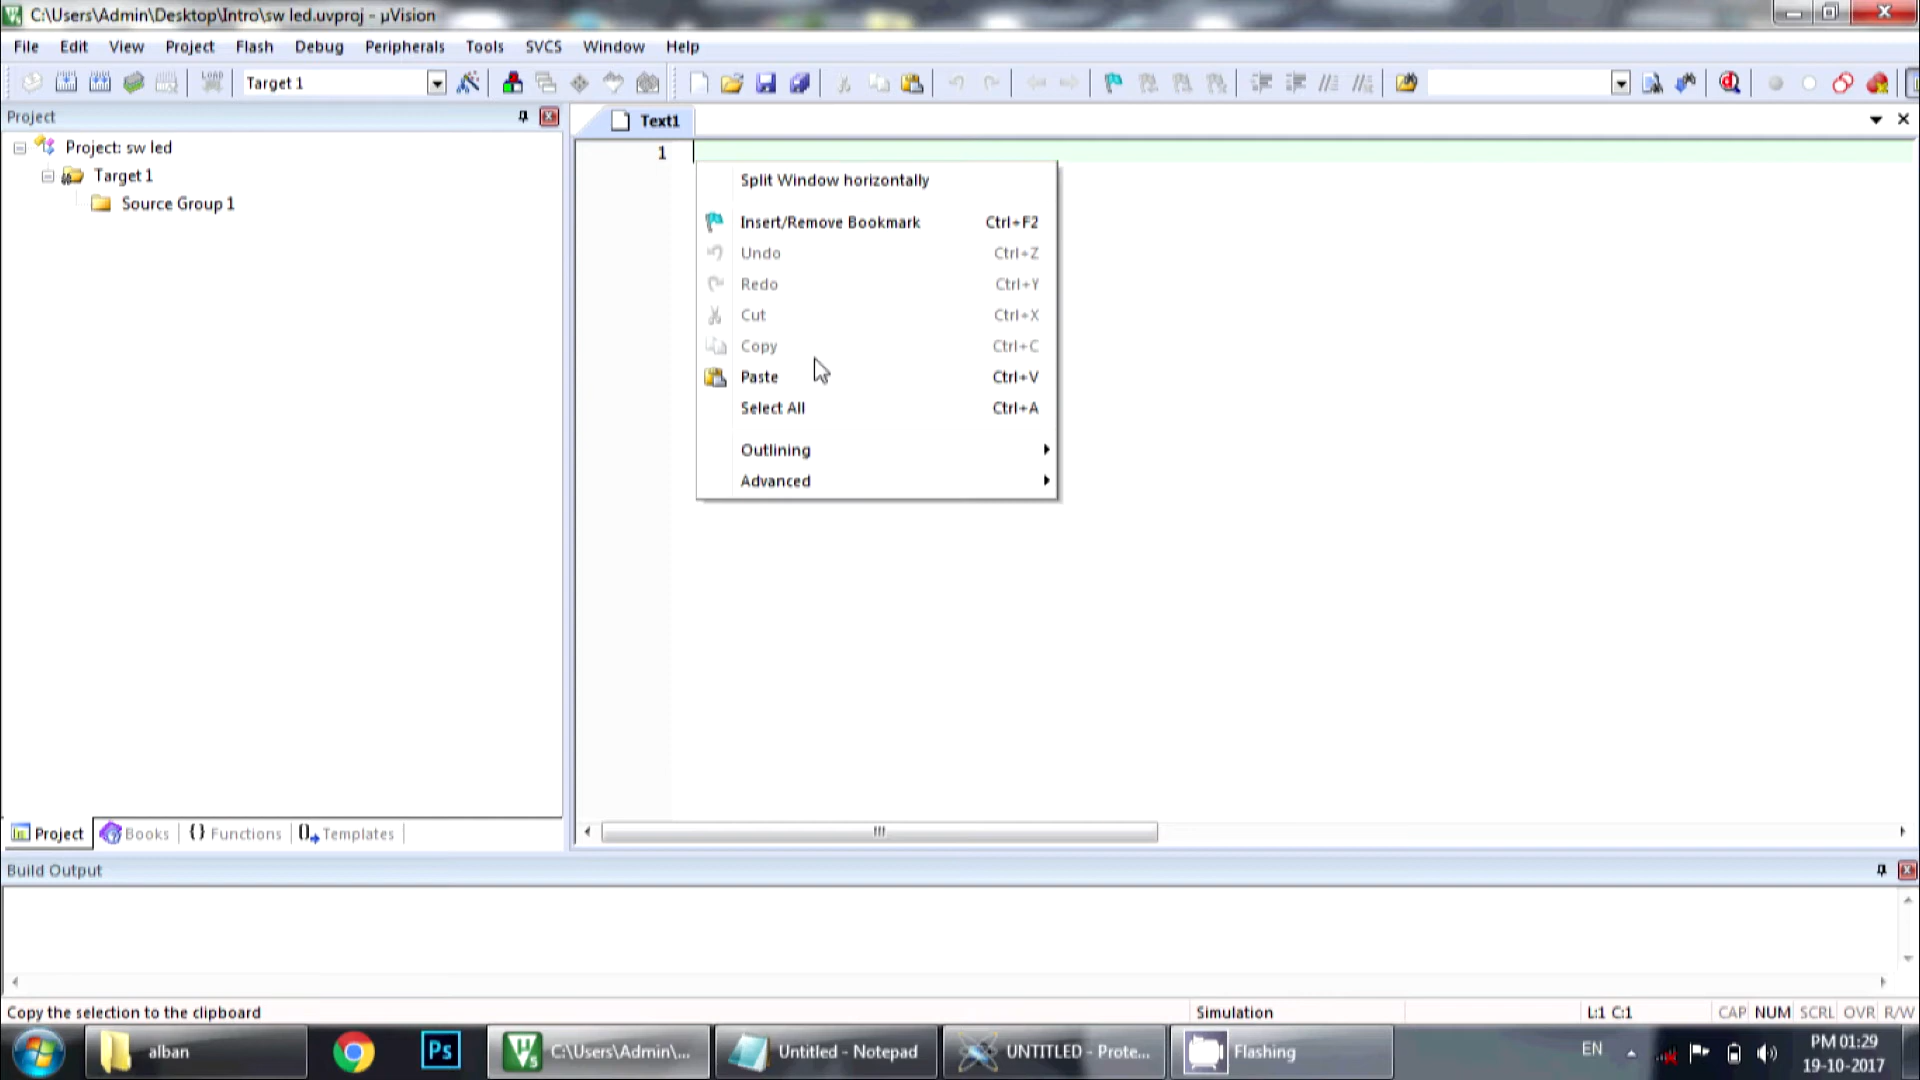 C:\Users\Admin\Desktop\Intro\sw led.uvproj - µVision
File Edit View Project Flash Debug Peripherals Tools SVCS Window Help
LOAD Target 1
Project
Text1
Project: sw led
Target 1
Source Group 1
1
Split Window horizontally
Insert/Remove Bookmark Ctrl+F2
Undo Ctrl+Z
Redo Ctrl+Y
Cut Ctrl+X
Copy Ctrl+C
Paste Ctrl+V
Select All Ctrl+A
Outlining
Advanced
Project Books {} Functions Templates
Build Output
Copy the selection to the clipboard Simulation L:1 C:1 CAP NUM SCRL OVR R/W
alban Ps C:\Users\Admin\... Untitled - Notepad UNTITLED - Prote... Flashing EN PM 01:29
19-10-2017